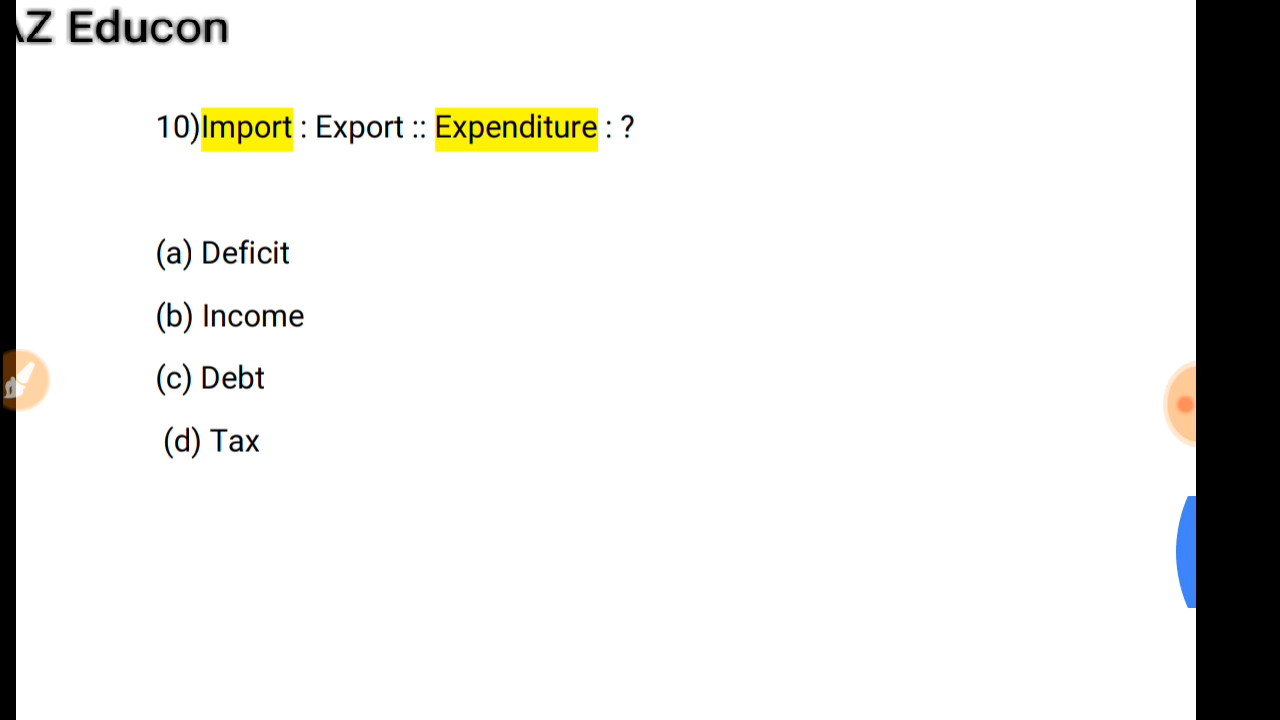 Z Educon
10)Import : Export :: Expenditure : ?
(a) Deficit
(b) Income
(c) Debt
(d) Tax